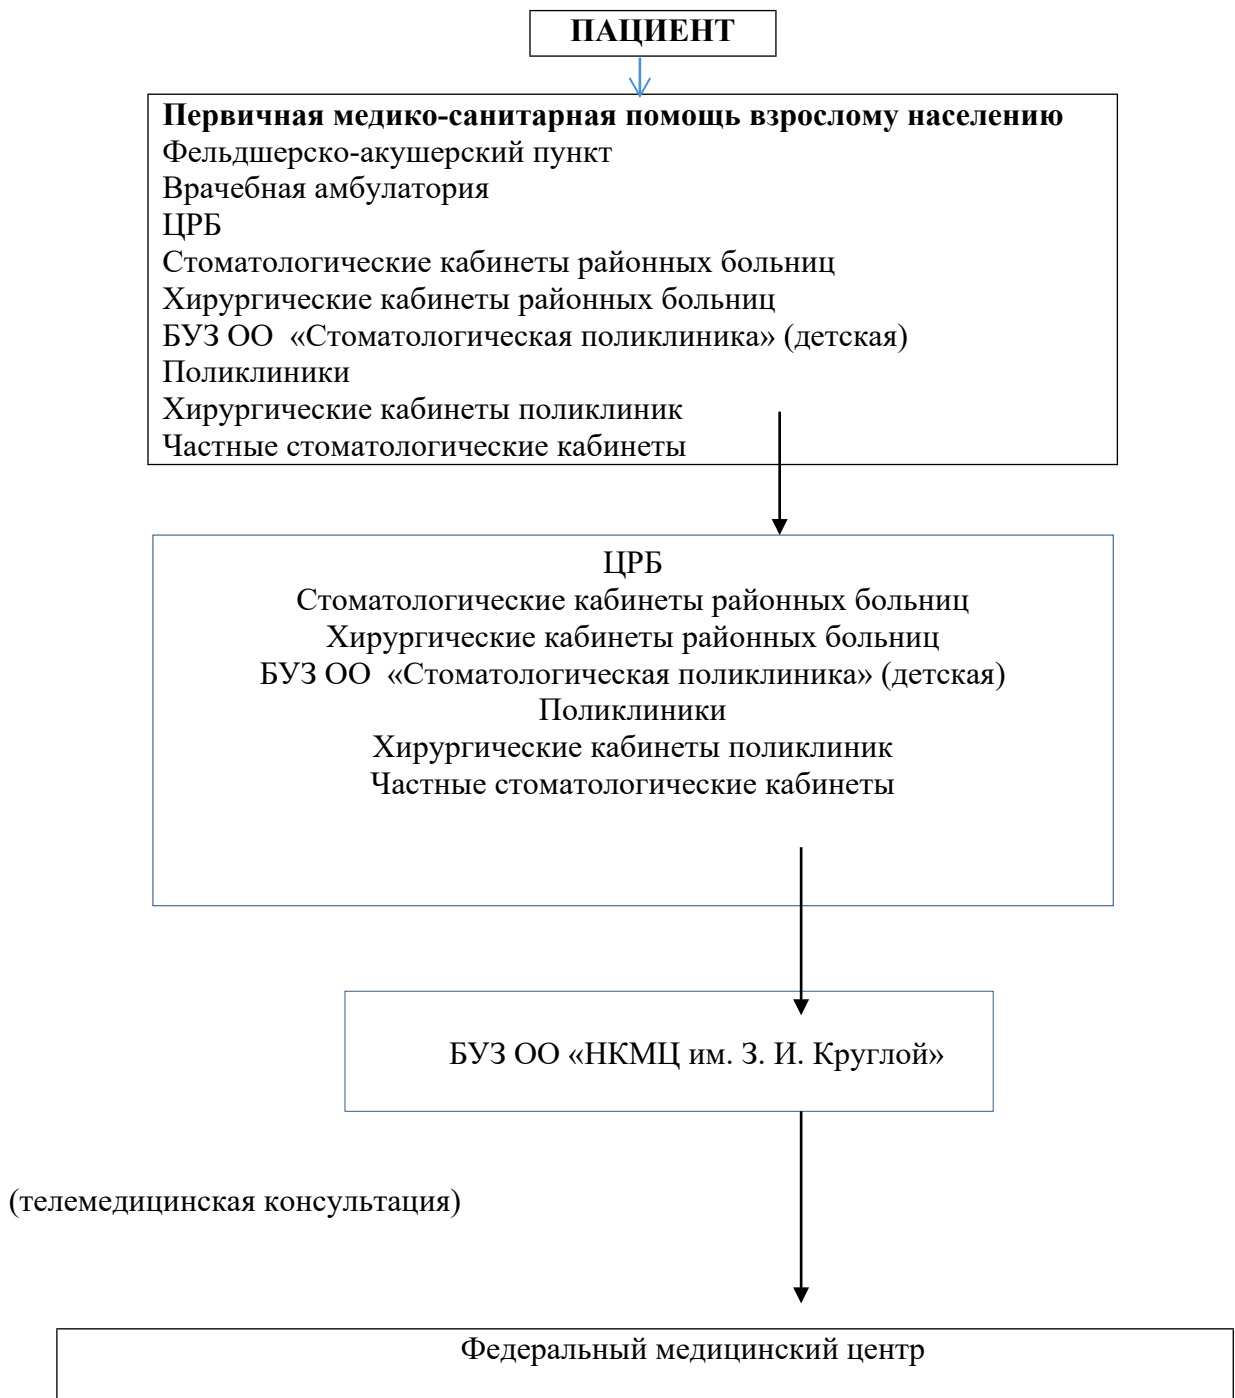 ПАЦИЕНТ
Первичная медико-санитарная помощь взрослому населению
Фельдшерско-акушерский пункт
Врачебная амбулатория
ЦРБ
Стоматологические кабинеты районных больниц
Хирургические кабинеты районных больниц
БУЗ ОО «Стоматологическая поликлиника» (детская)
Поликлиники
Хирургические кабинеты поликлиник
Частные стоматологические кабинеты
ЦРБ
Стоматологические кабинеты районных больниц
Хирургические кабинеты районных больниц
БУЗ ОО «Стоматологическая поликлиника» (детская)
Поликлиники
Хирургические кабинеты поликлиник
Частные стоматологические кабинеты
БУЗ ОО «НКМЦ им. З. И. Круглой»
(телемедицинская консультация)
Федеральный медицинский центр